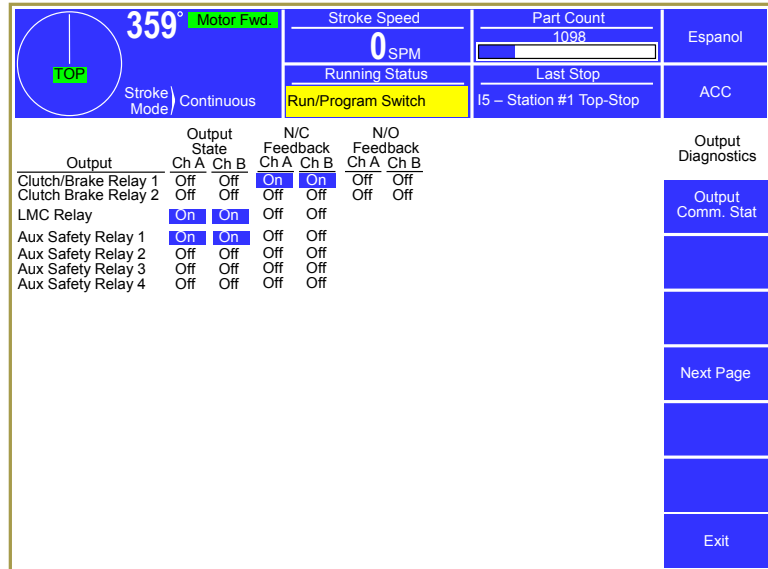 359° Motor Fwd.
TOP
Stroke Mode) Continuous
Stroke Speed
0 SPM
Part Count
1098
Running Status
Run/Program Switch
Last Stop
I5 – Station #1 Top-Stop
Espanol
ACC
Output Diagnostics
Output Comm. Stat
Next Page
Exit
Output State N/C Feedback N/O Feedback
Output Ch A Ch B Ch A Ch B Ch A Ch B
Clutch/Brake Relay 1 Off Off On On Off Off
Clutch Brake Relay 2 Off Off Off Off Off Off
LMC Relay On On Off Off
Aux Safety Relay 1 On On Off Off
Aux Safety Relay 2 Off Off Off Off
Aux Safety Relay 3 Off Off Off Off
Aux Safety Relay 4 Off Off Off Off